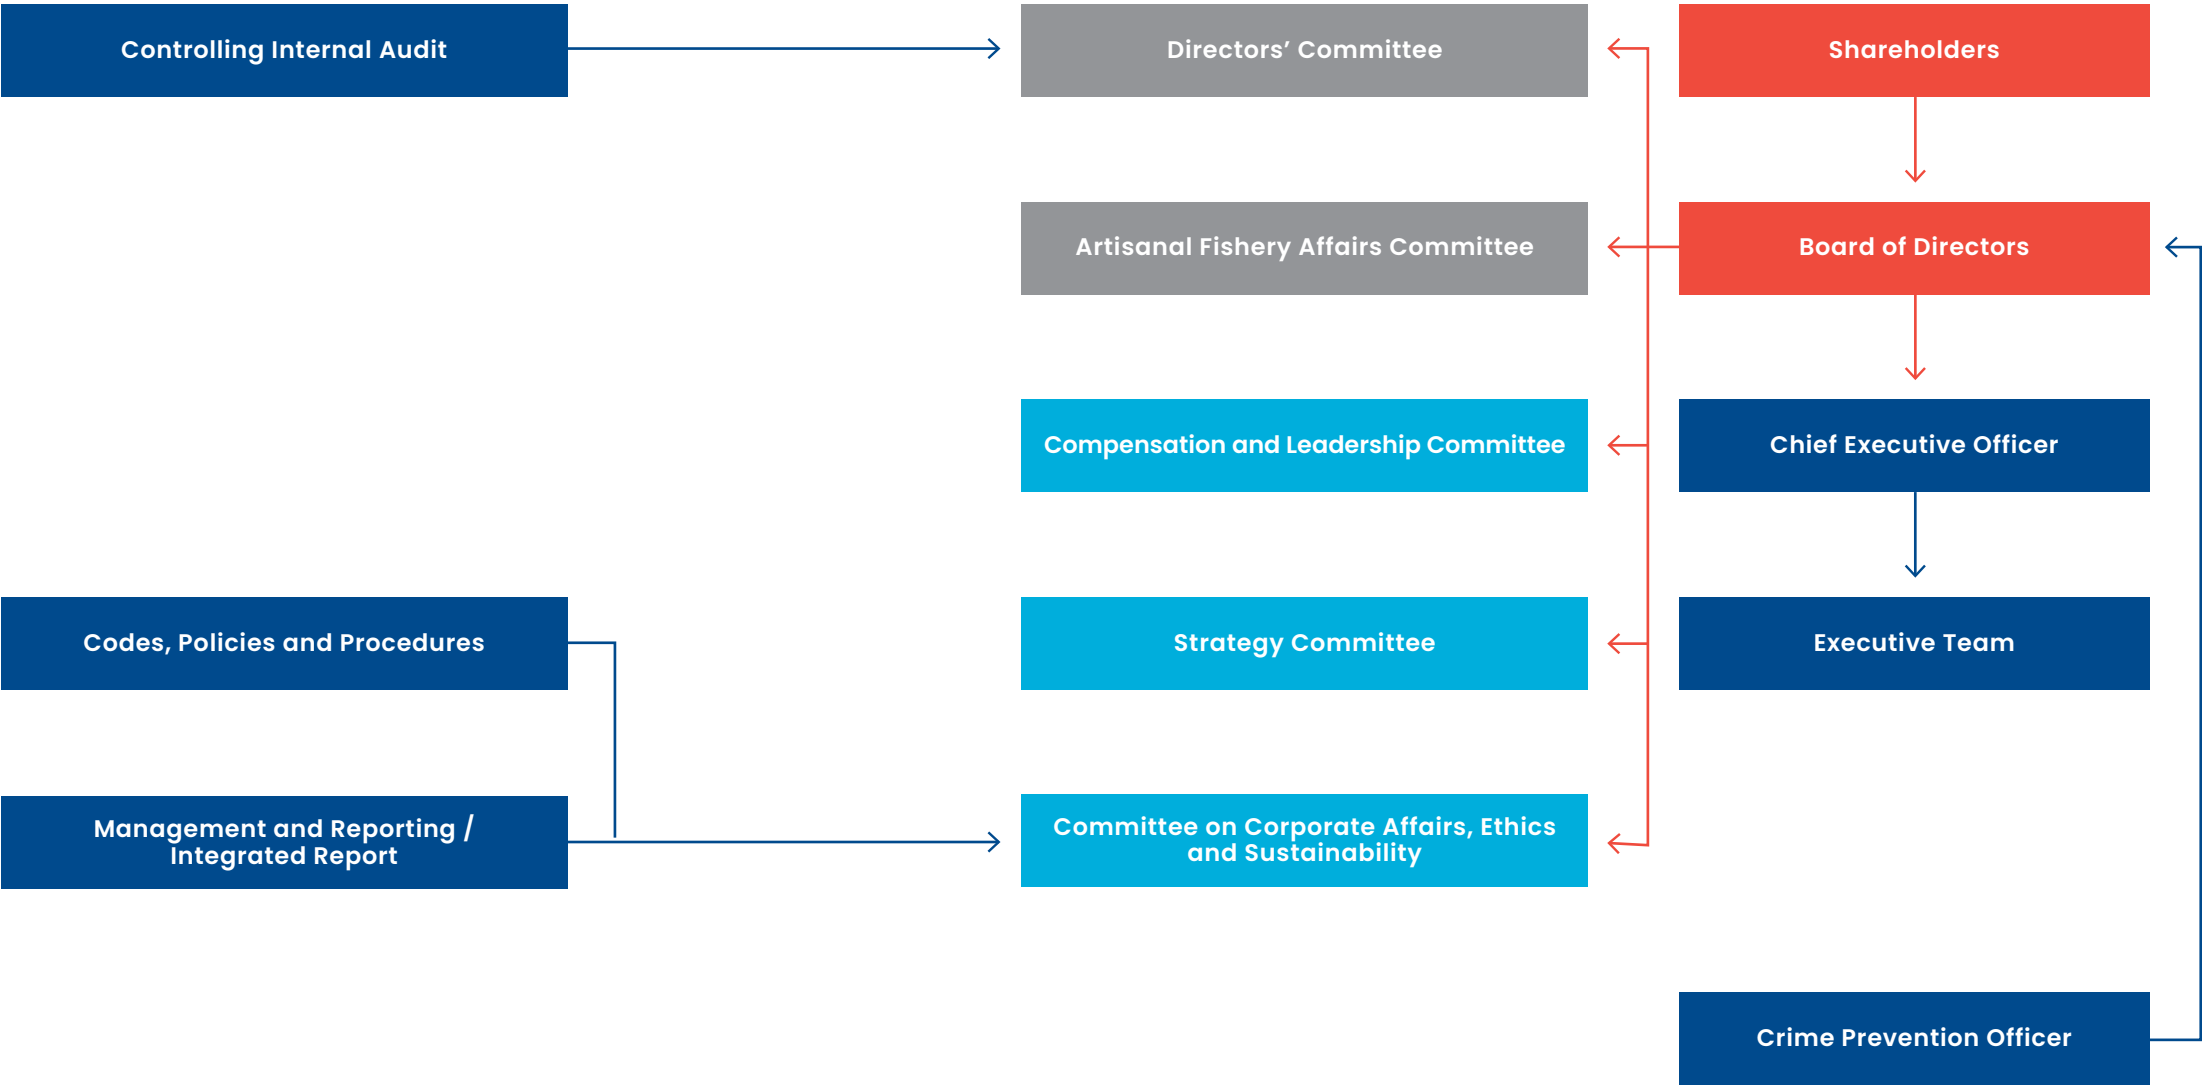 Controlling Internal Audit
Directors’ Committee
Shareholders
Artisanal Fishery Affairs Committee
Board of Directors
Compensation and Leadership Committee
Chief Executive Officer
Codes, Policies and Procedures
Strategy Committee
Executive Team
Management and Reporting /
Integrated Report
Committee on Corporate Affairs, Ethics
and Sustainability
Crime Prevention Officer